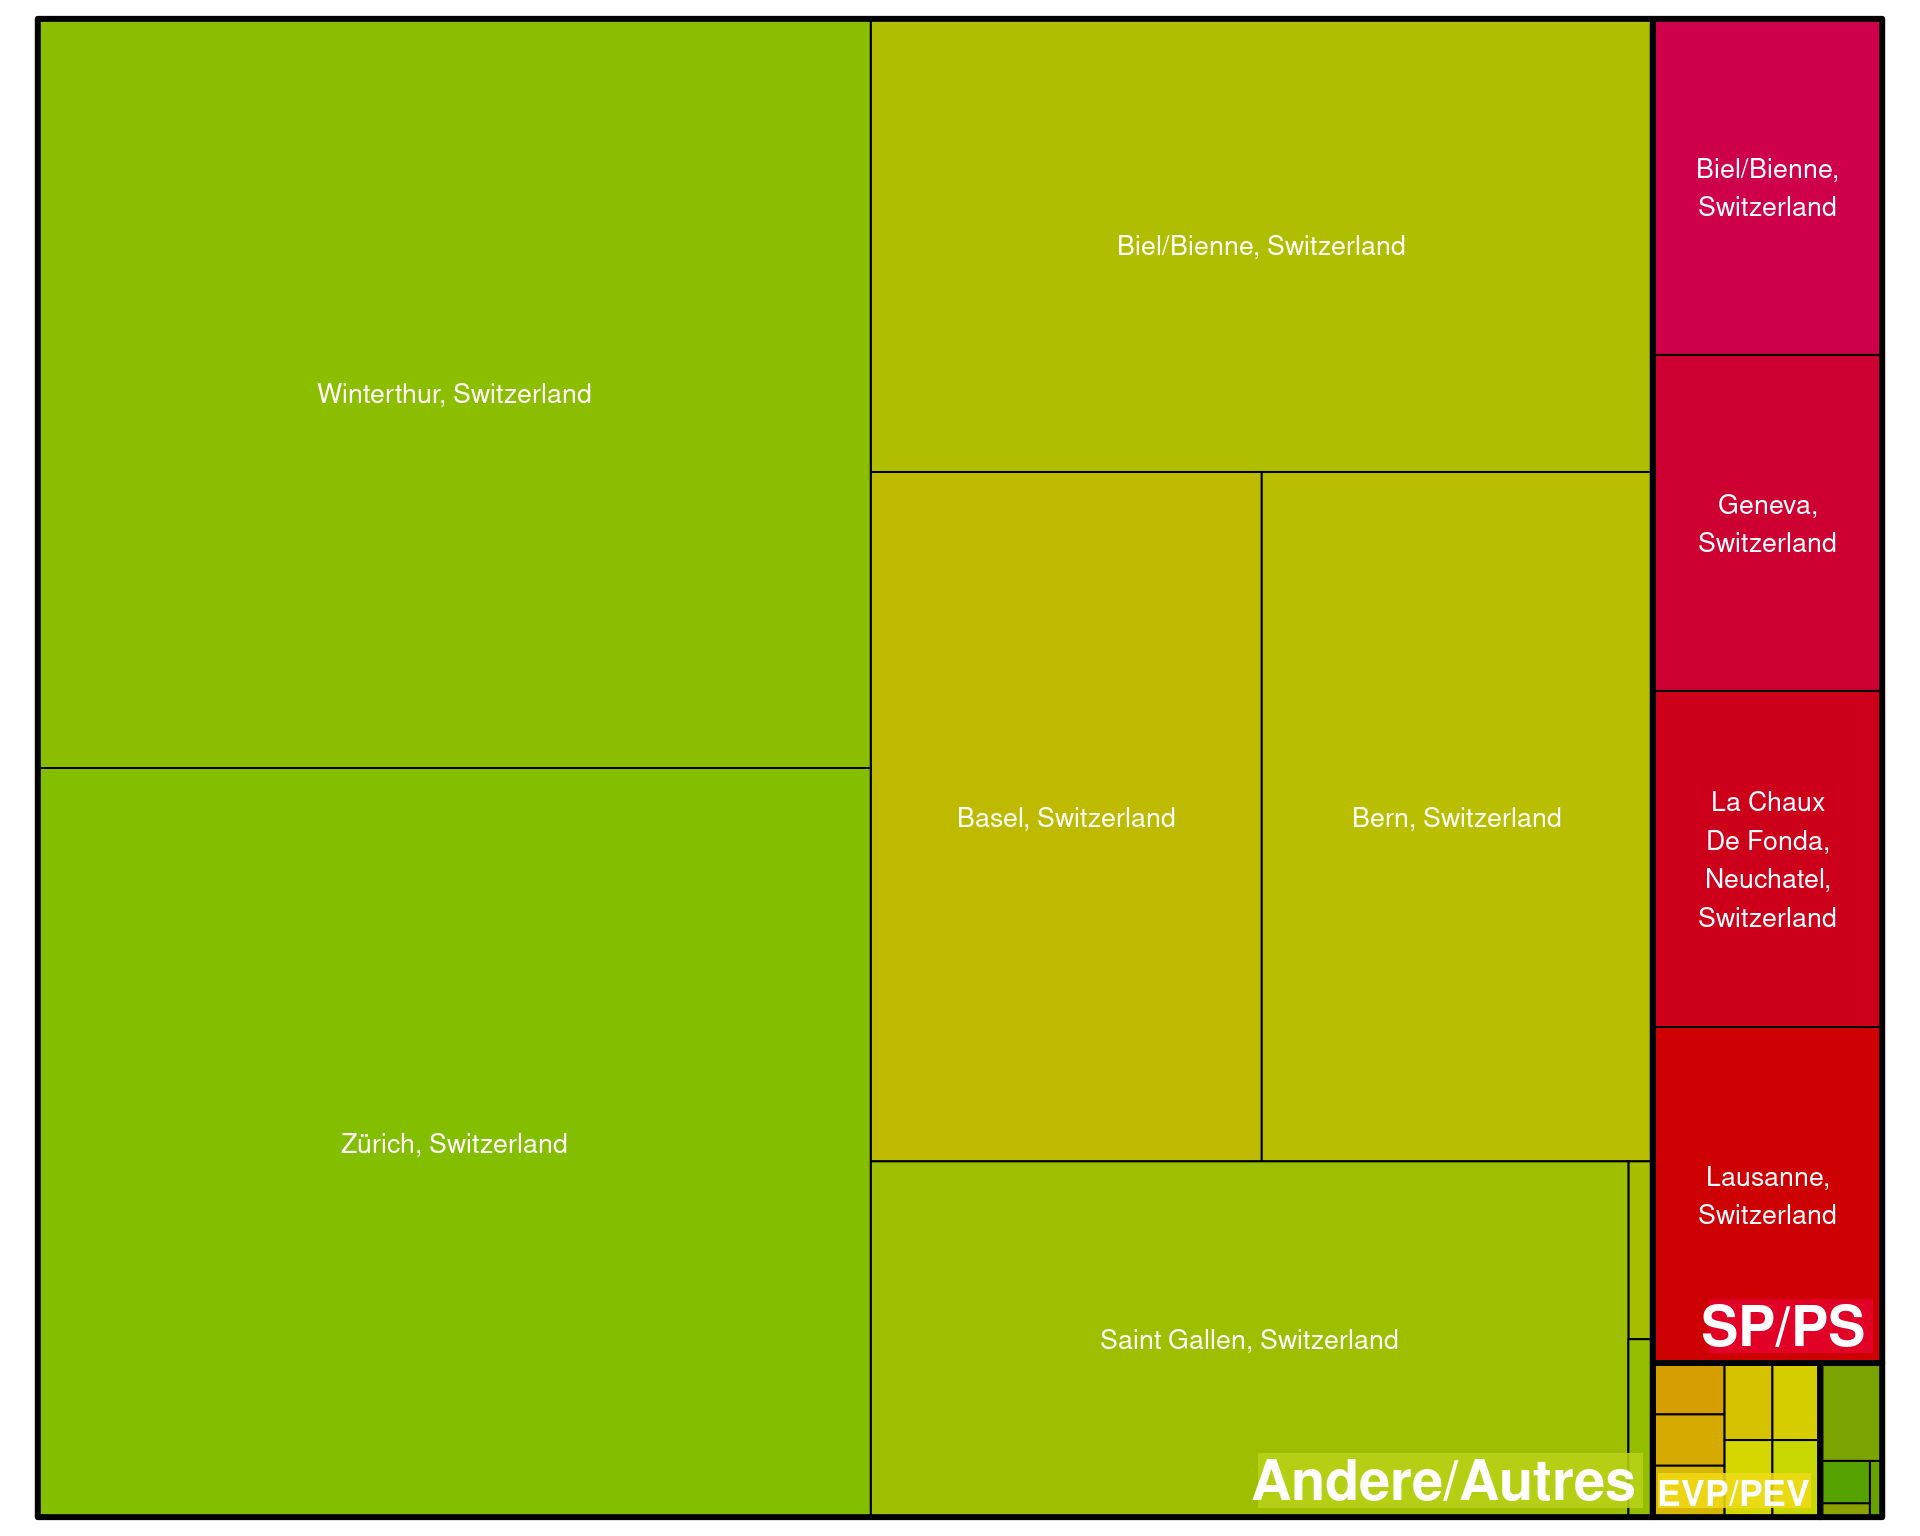 Winterthur, Switzerland
Zürich, Switzerland
Biel/Bienne, Switzerland
Basel, Switzerland
Bern, Switzerland
Saint Gallen, Switzerland
Andere/Autres
Biel/Bienne,
Switzerland
Geneva,
Switzerland
La Chaux
De Fonda,
Neuchatel,
Switzerland
Lausanne,
Switzerland
SP/PS
EVP/PEV